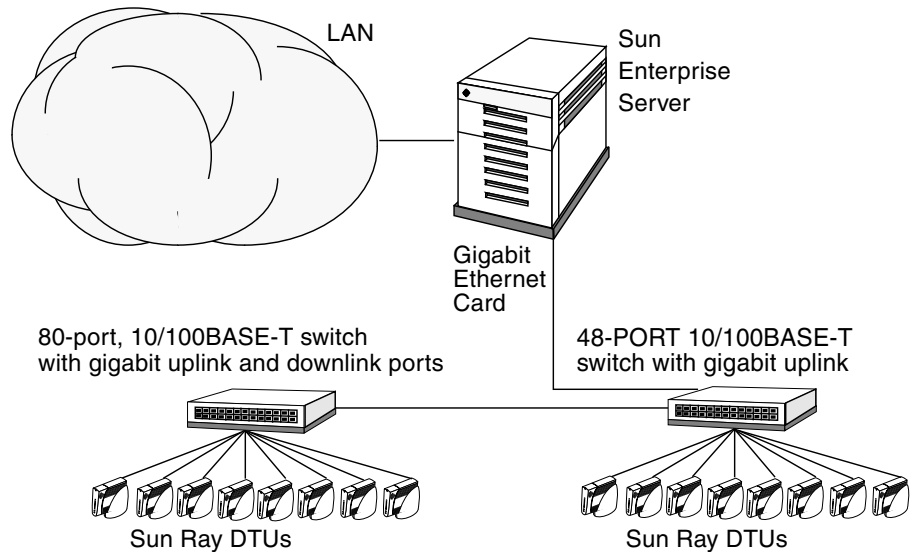 LAN
Sun
Enterprise
Server
Gigabit
Ethernet
Card
80-port, 10/100BASE-T switch
with gigabit uplink and downlink ports
48-PORT 10/100BASE-T
switch with gigabit uplink
Sun Ray DTUs
Sun Ray DTUs